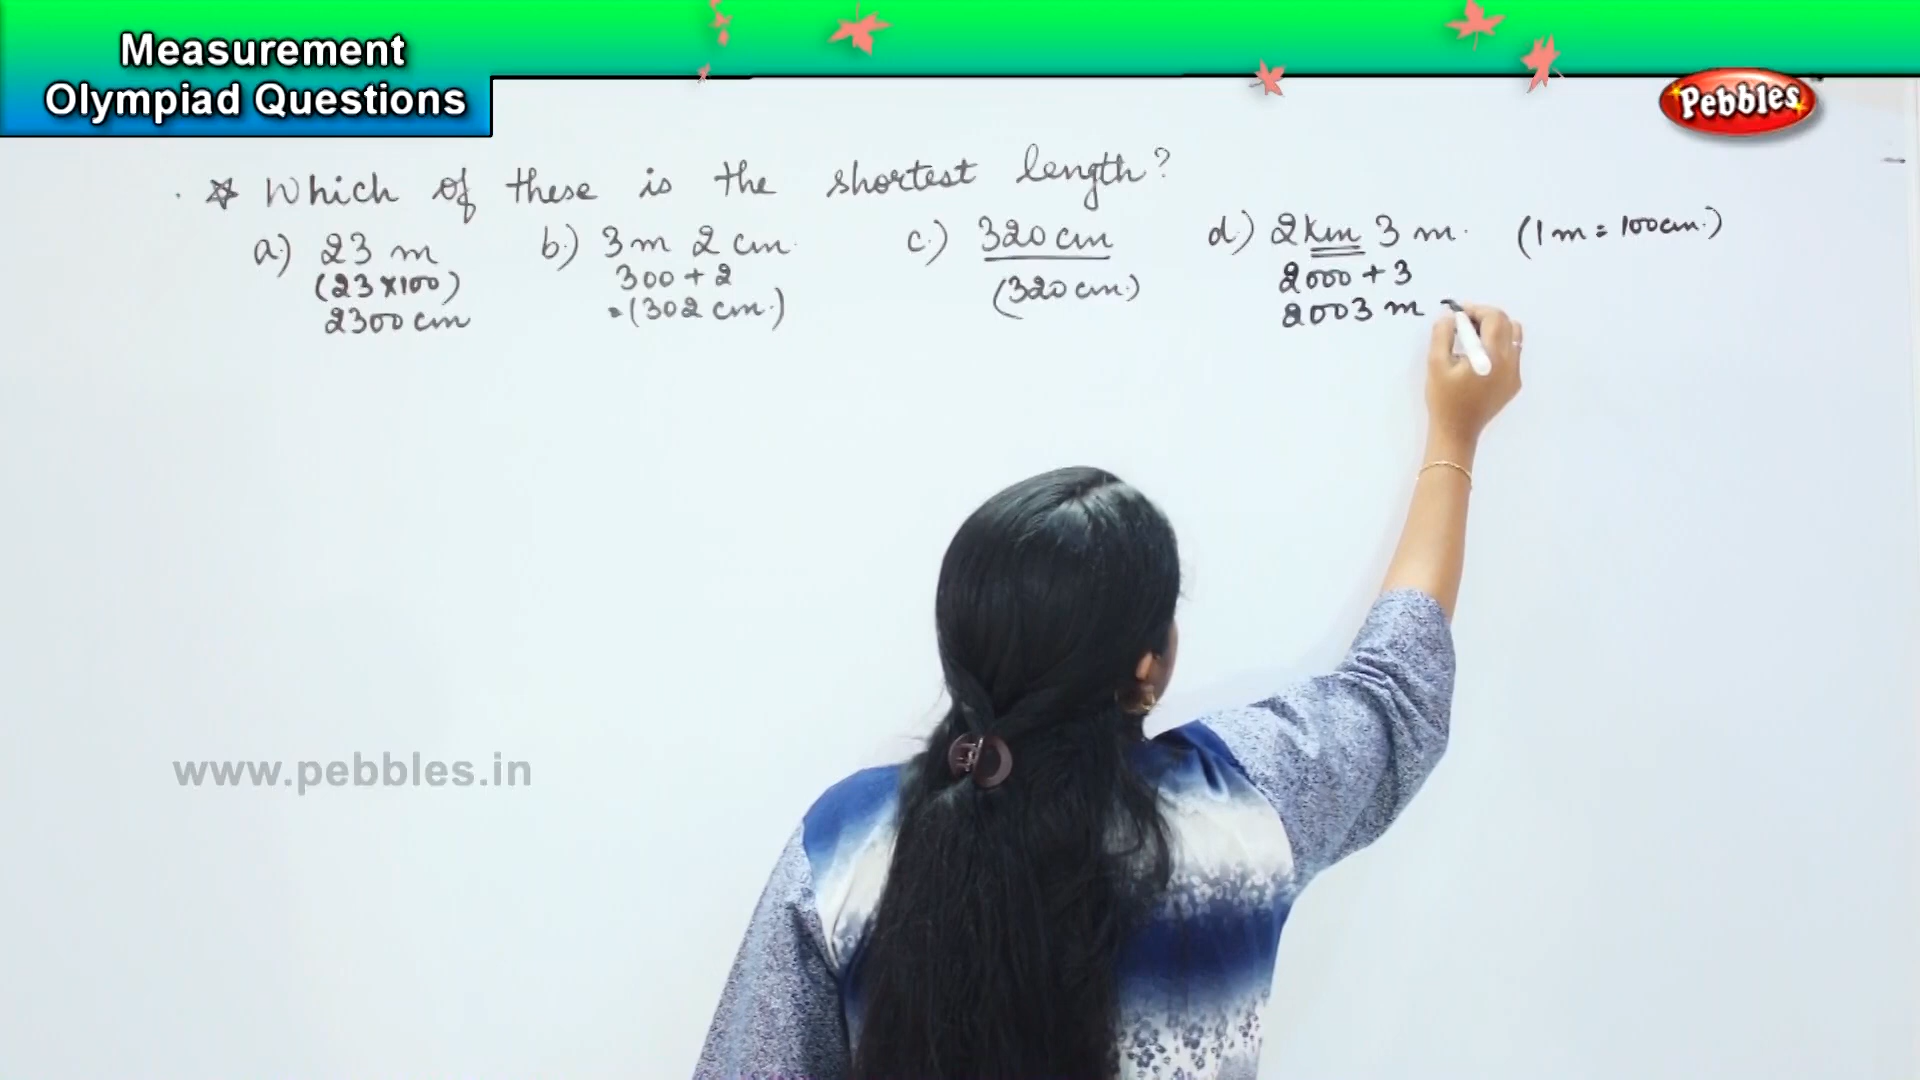 Measurement
Olympiad Questions
Pebbles
☆ Which of these is the shortest length?
a.) 23 m b.) 3 m 2 cm. c.) 320 cm d.) 2 km 3 m. (1 m = 100 cm.)
(23 × 100) 300 + 2 (320 cm.) 2000 + 3
2300 cm = (302 cm.) 2003 m
www.pebbles.in